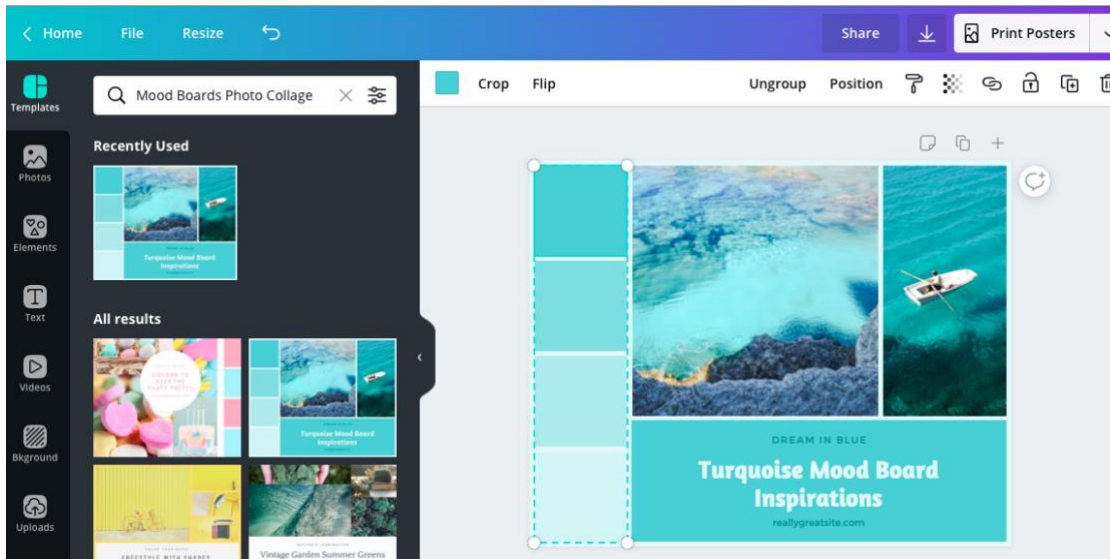 Home File Resize Share Print Posters
Templates
Photos
Elements
Text
Videos
Bkground
Uploads
Mood Boards Photo Collage
Recently Used
Turquoise Mood Board
Inspirations
All results
COLORS TO
Turquoise Mood Board
Inspirations
FREESTYLE WITH SHAPES
Vintage Garden Summer Greens
Crop Flip Ungroup Position
DREAM IN BLUE
Turquoise Mood Board
Inspirations
reallygreatsite.com